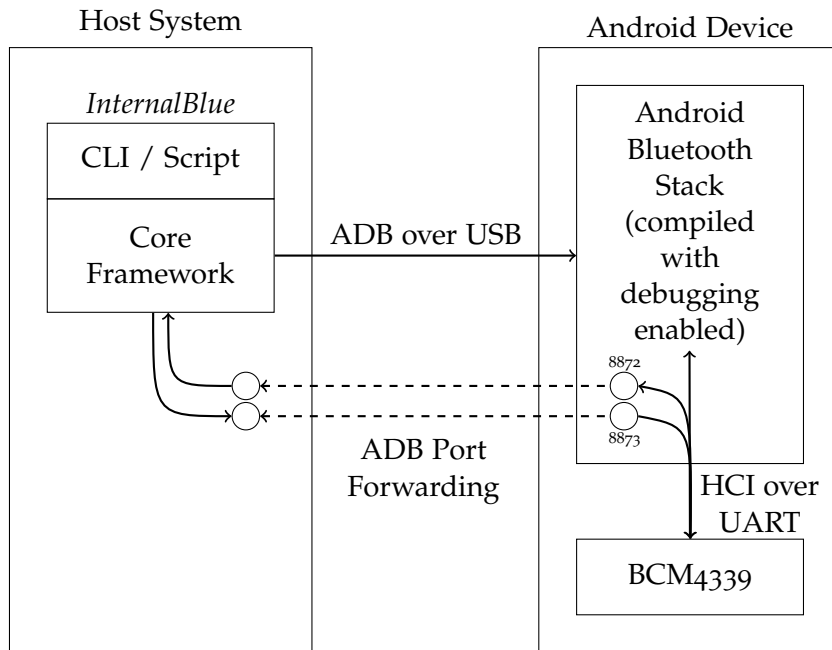 Host System
InternalBlue
CLI / Script
Core
Framework
ADB over USB
ADB Port
Forwarding
Android Device
Android
Bluetooth
Stack
(compiled
with
debugging
enabled)
8872
8873
HCI over
UART
BCM4339